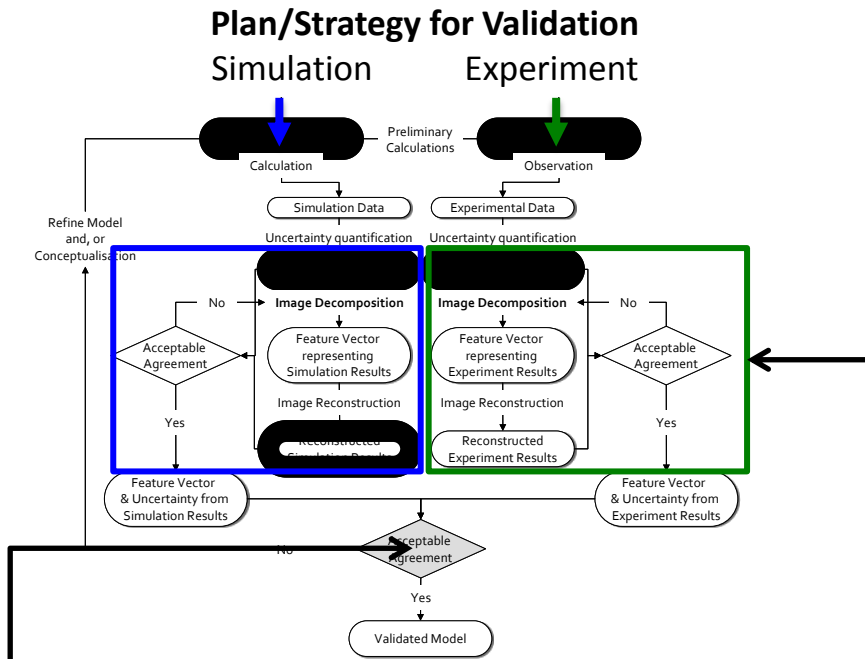 Plan/Strategy for Validation
Simulation
Experiment
Preliminary
Calculations
Calculation
Observation
Simulation Data
Experimental Data
Refine Model
and, or
Conceptualisation
Uncertainty quantification
Uncertainty quantification
No
Image Decomposition
Image Decomposition
No
Acceptable
Agreement
Feature Vector
representing
Simulation Results
Feature Vector
representing
Experiment Results
Acceptable
Agreement
Image Reconstruction
Image Reconstruction
Yes
Reconstructed
Simulation Results
Reconstructed
Experiment Results
Yes
Feature Vector
& Uncertainty from
Simulation Results
Feature Vector
& Uncertainty from
Experiment Results
No
Acceptable
Agreement
Yes
Validated Model